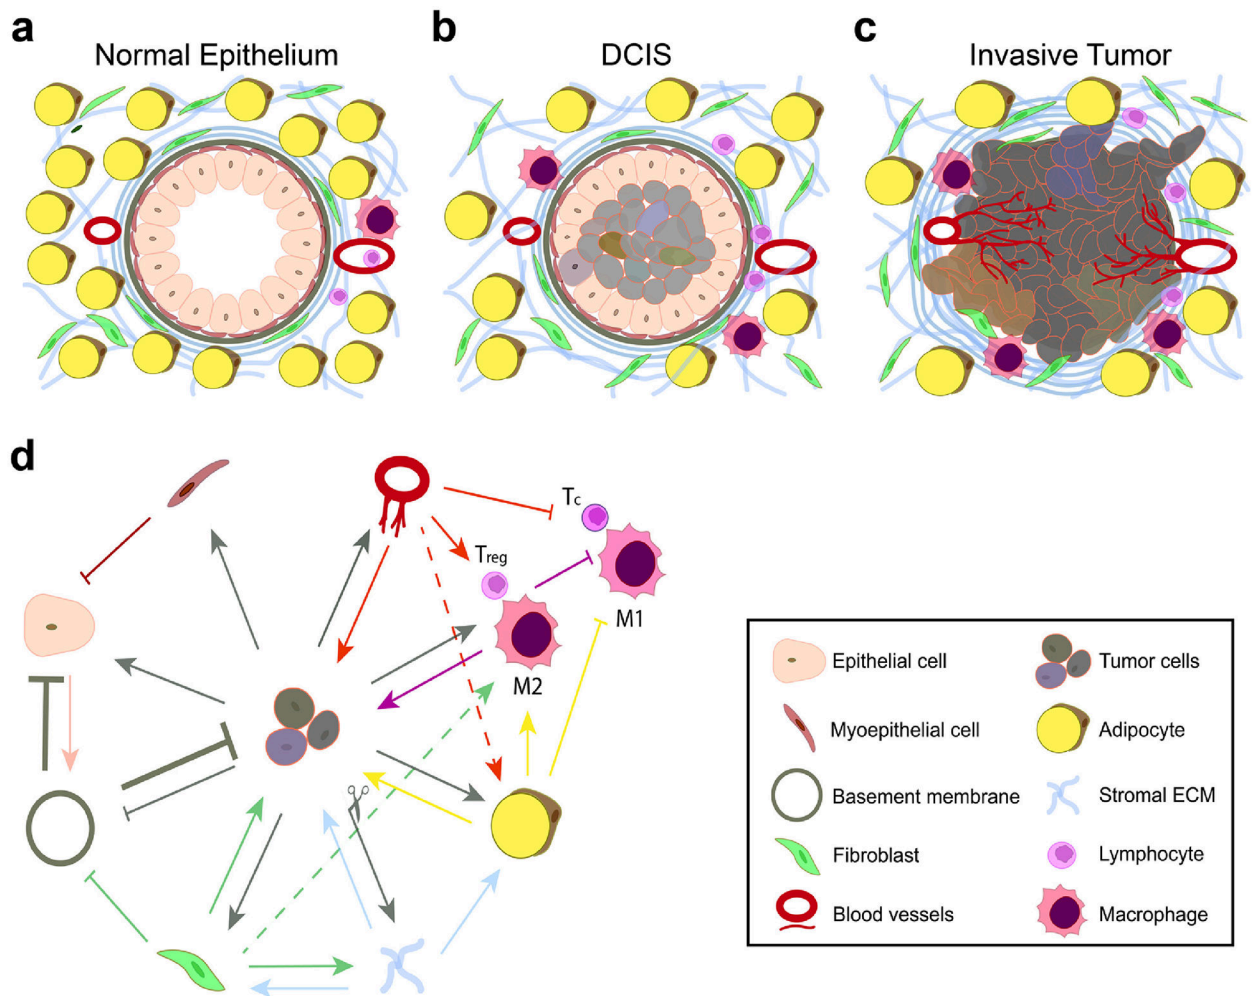 a
Normal Epithelium
b
DCIS
c
Invasive Tumor
d
Tc
Treg
M1
M2
Epithelial cell
Tumor cells
Myoepithelial cell
Adipocyte
Basement membrane
Stromal ECM
Fibroblast
Lymphocyte
Blood vessels
Macrophage